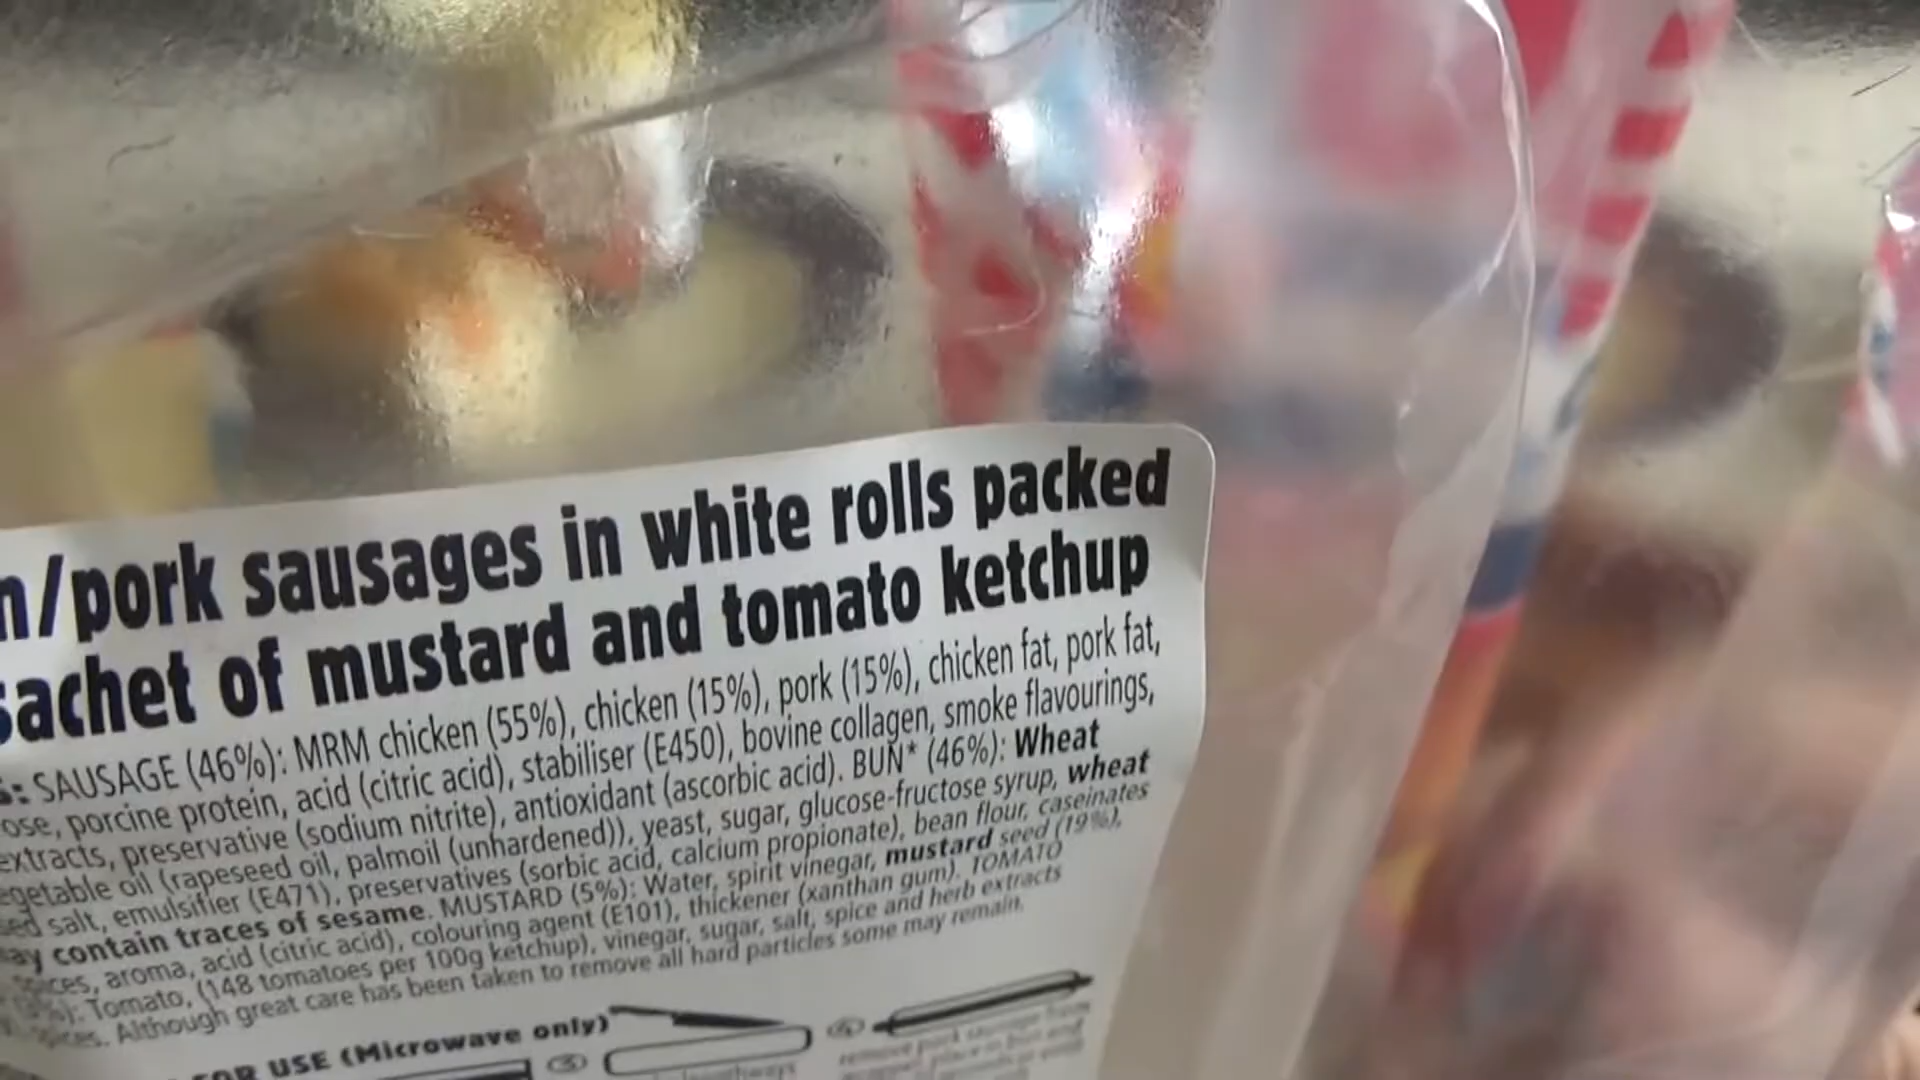 n/pork sausages in white rolls packed
sachet of mustard and tomato ketchup
SAUSAGE (46%): MRM chicken (55%), chicken (15%), pork (15%), chicken fat, pork fat,
ose, porcine protein, acid (citric acid), stabiliser (E450), bovine collagen, smoke flavourings,
extracts, preservative (sodium nitrite), antioxidant (ascorbic acid). BUN* (46%): Wheat
egetable oil (rapeseed oil, palmoil (unhardened)), yeast, sugar, glucose-fructose syrup, wheat
sed salt, emulsifier (E471), preservatives (sorbic acid, calcium propionate), bean flour, caseinates
ay contain traces of sesame. MUSTARD (5%): Water, spirit vinegar, mustard seed (19%),
ices, aroma, acid (citric acid), colouring agent (E101), thickener (xanthan gum). TOMATO
Tomato, (148 tomatoes per 100g ketchup), vinegar, sugar, salt, spice and herb extracts
Although great care has been taken to remove all hard particles some may remain.
FOR USE (Microwave only)